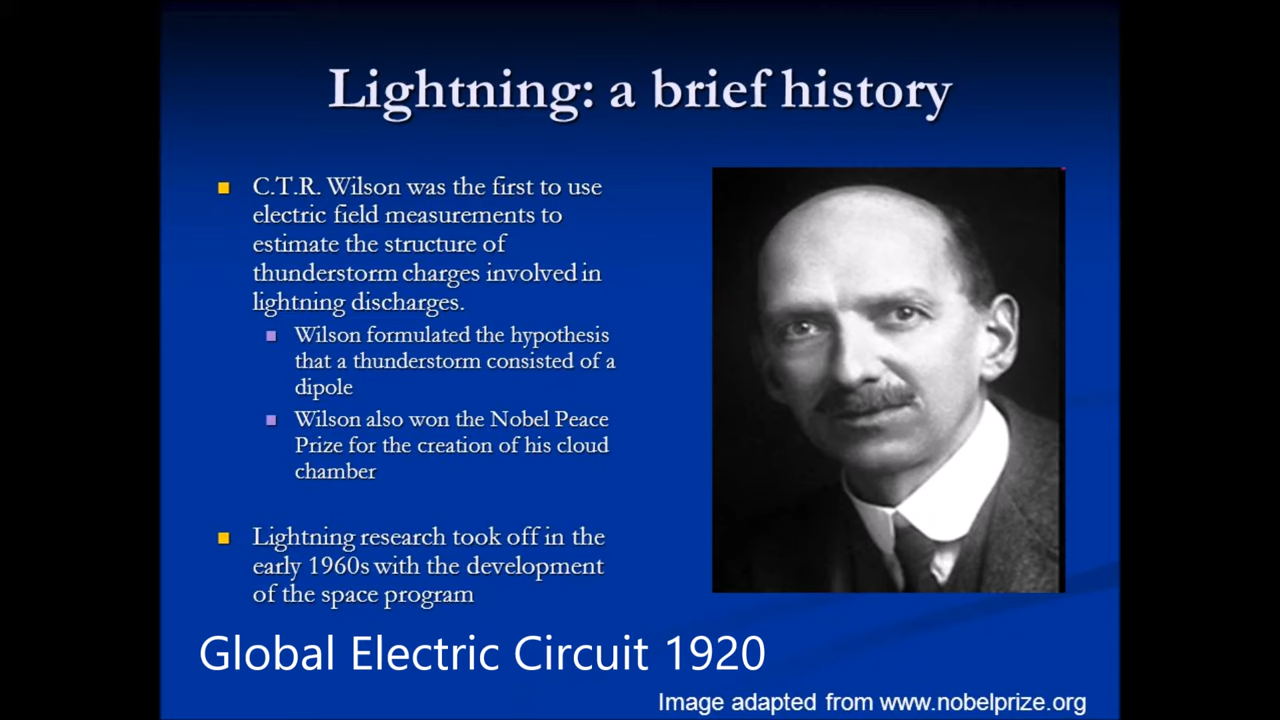 Lightning: a brief history
C.T.R. Wilson was the first to use
electric field measurements to
estimate the structure of
thunderstorm charges involved in
lightning discharges.
Wilson formulated the hypothesis
that a thunderstorm consisted of a
dipole
Wilson also won the Nobel Peace
Prize for the creation of his cloud
chamber
Lightning research took off in the
early 1960s with the development
of the space program
Global Electric Circuit 1920
Image adapted from www.nobelprize.org